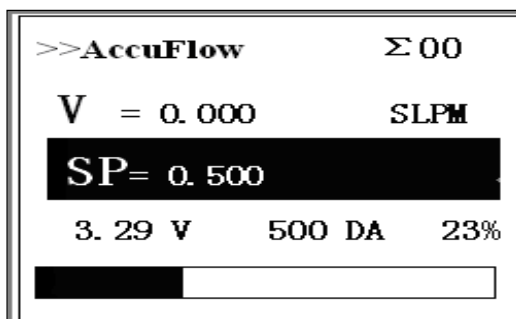 >>AccuFlow Σ00
V = 0.000 SLPM
SP= 0.500
3.29 V 500 DA 23%